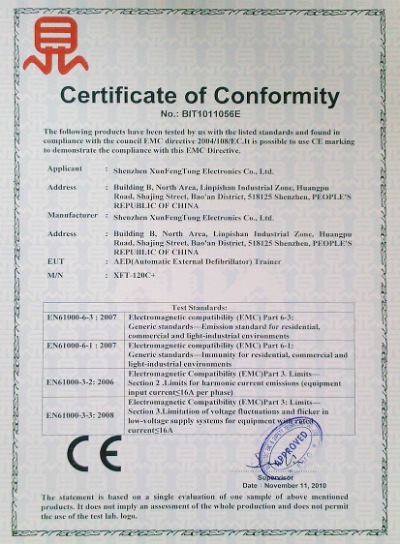 Certificate of Conformity
No.: BIT1011056E
The following products have been tested by us with the listed standards and found in
compliance with the council EMC directive 2004/108/EC.It is possible to use CE marking
to demonstrate the compliance with this EMC Directive.
Applicant : Shenzhen XunFengTong Electronics Co., Ltd.
Address : Building B, North Area, Linpishan Industrial Zone, Huangpu
Road, Shajing Street, Bao'an District, 518125 Shenzhen, PEOPLE'S
REPUBLIC OF CHINA
Manufacturer : Shenzhen XunFengTong Electronics Co., Ltd.
Address : Building B, North Area, Linpishan Industrial Zone, Huangpu
Road, Shajing Street, Bao'an District, 518125 Shenzhen, PEOPLE'S
REPUBLIC OF CHINA
EUT : AED(Automatic External Defibrillator) Trainer
M/N : XFT-120C+
Test Standards:
EN61000-6-3 : 2007 Electromagnetic compatibility (EMC) Part 6-3:
Generic standards—Emission standard for residential,
commercial and light-industrial environments
EN61000-6-1 : 2007 Electromagnetic compatibility (EMC) Part 6-1:
Generic standards—Immunity for residential, commercial and
light-industrial environments
EN61000-3-2: 2006 Electromagnetic Compatibility (EMC)Part 3. Limits—
Section 2 .Limits for harmonic current emissions (equipment
input current≤16A per phase)
EN61000-3-3: 2008 Electromagnetic Compatibility (EMC)Part 3: Limits—
Section 3.Limitation of voltage fluctuations and flicker in
low-voltage supply systems for equipment with rated
current≤16A
CE
APPROVED
Supervisor
Date : November 11, 2010
The statement is based on a single evaluation of one sample of above mentioned
products. It does not imply an assessment of the whole production and does not permit
the use of the test lab. logo.